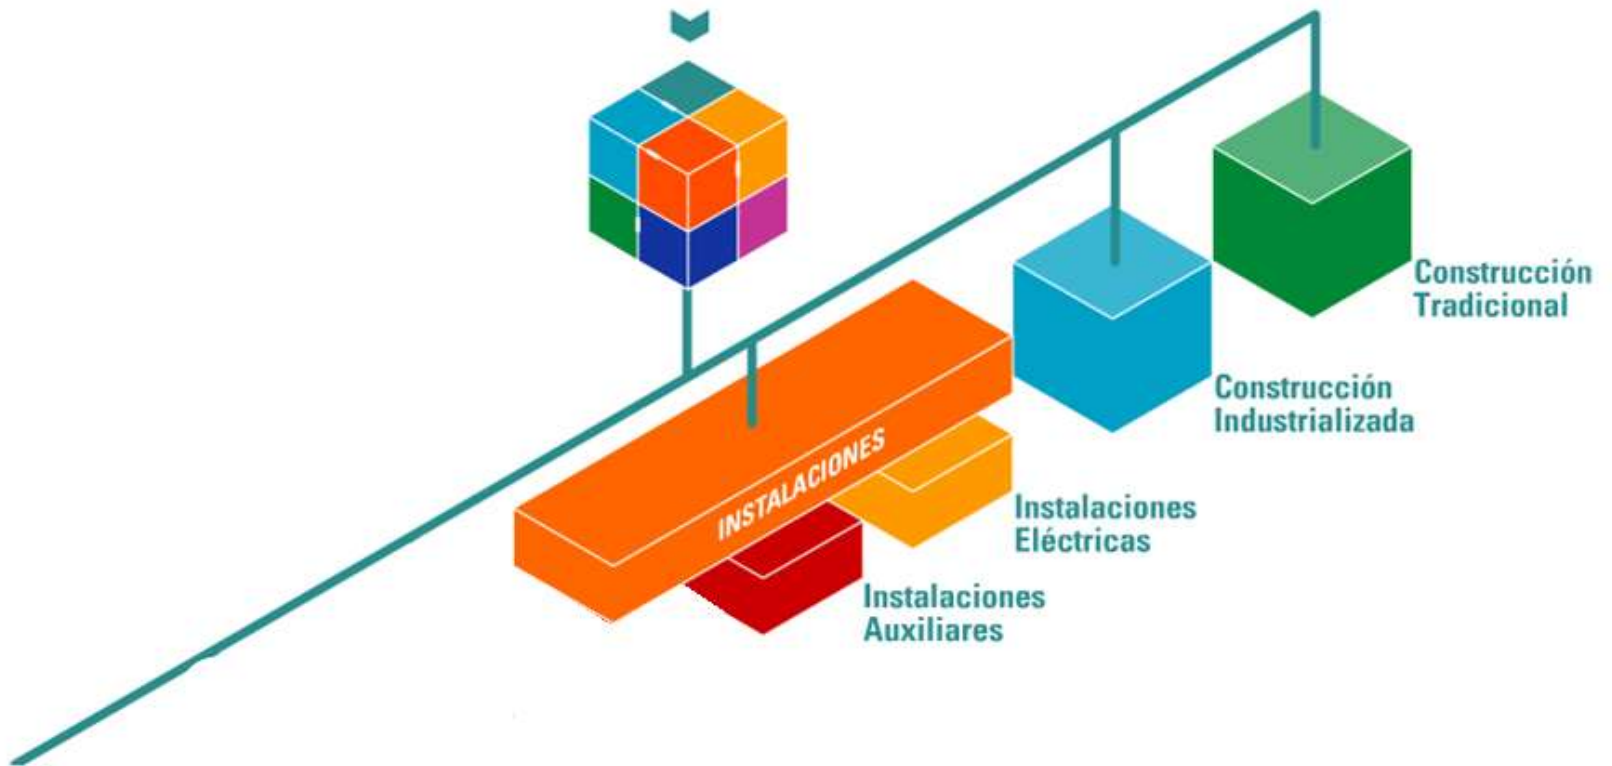 Construcción
Tradicional
Construcción
Industrializada
INSTALACIONES
Instalaciones
Eléctricas
Instalaciones
Auxiliares